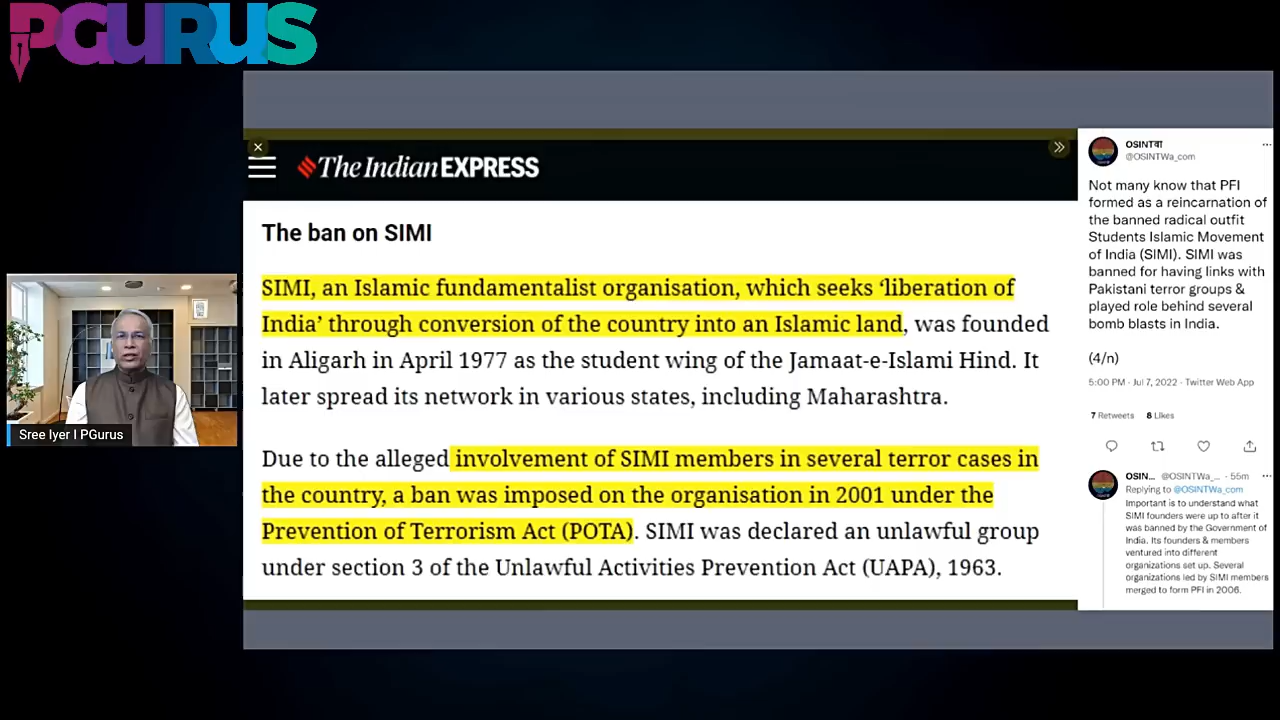 PGURUS
The Indian EXPRESS
The ban on SIMI
SIMI, an Islamic fundamentalist organisation, which seeks ‘liberation of
India’ through conversion of the country into an Islamic land, was founded
in Aligarh in April 1977 as the student wing of the Jamaat-e-Islami Hind. It
later spread its network in various states, including Maharashtra.
Due to the alleged involvement of SIMI members in several terror cases in
the country, a ban was imposed on the organisation in 2001 under the
Prevention of Terrorism Act (POTA). SIMI was declared an unlawful group
under section 3 of the Unlawful Activities Prevention Act (UAPA), 1963.
OSINTवा
@OSINTWa_com
Not many know that PFI
formed as a reincarnation of
the banned radical outfit
Students Islamic Movement
of India (SIMI). SIMI was
banned for having links with
Pakistani terror groups &
played role behind several
bomb blasts in India.
(4/n)
5:00 PM · Jul 7, 2022 · Twitter Web App
7 Retweets 8 Likes
OSIN... @OSINTWa_... · 55m
Replying to @OSINTWa_com
Important is to understand what
SIMI founders were up to after it
was banned by the Government of
India. Its founders & members
ventured into different
organizations set up. Several
organizations led by SIMI members
merged to form PFI in 2006.
Sree Iyer I PGurus